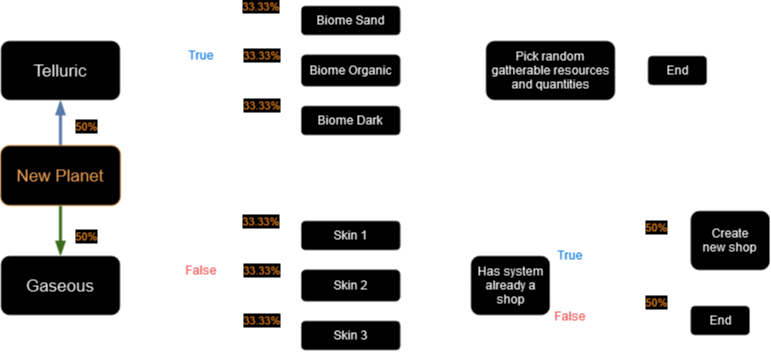 33.33%
Biome Sand
Telluric
True
33.33%
Biome Organic
Pick random
gatherable resources
and quantities
End
33.33%
Biome Dark
50%
New Planet
50%
33.33%
Skin 1
Gaseous
False
33.33%
Skin 2
33.33%
Skin 3
Has system
already a
shop
True
False
50%
Create
new shop
50%
End